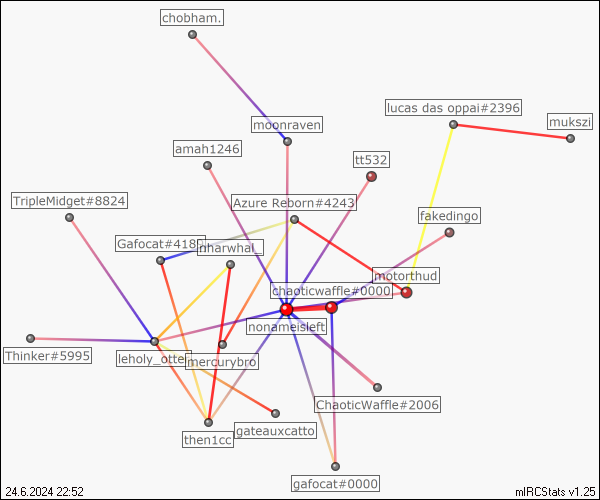 chobham.
lucas das oppai#2396
mukszi
moonraven
amah1246
tt532
TripleMidget#8824
Azure Reborn#4243
fakedingo
Gafocat#418
nharwhal_
motorthud
chaoticwaffle#0000
nonameisleft
Thinker#5995
leholy_otte
mercurybro
ChaoticWaffle#2006
gateauxcatto
then1cc
gafocat#0000
24.6.2024 22:52
mIRCStats v1.25